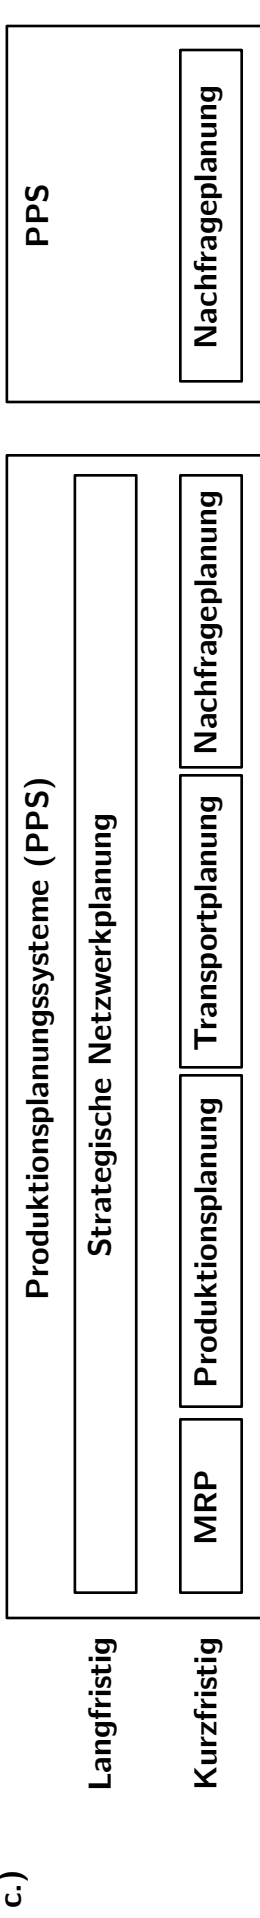 c.)
Produktionsplanungssysteme (PPS)
PPS
Langfristig
Strategische Netzwerkplanung
Kurzfristig
MRP
Produktionsplanung
Transportplanung
Nachfrageplanung
Nachfrageplanung